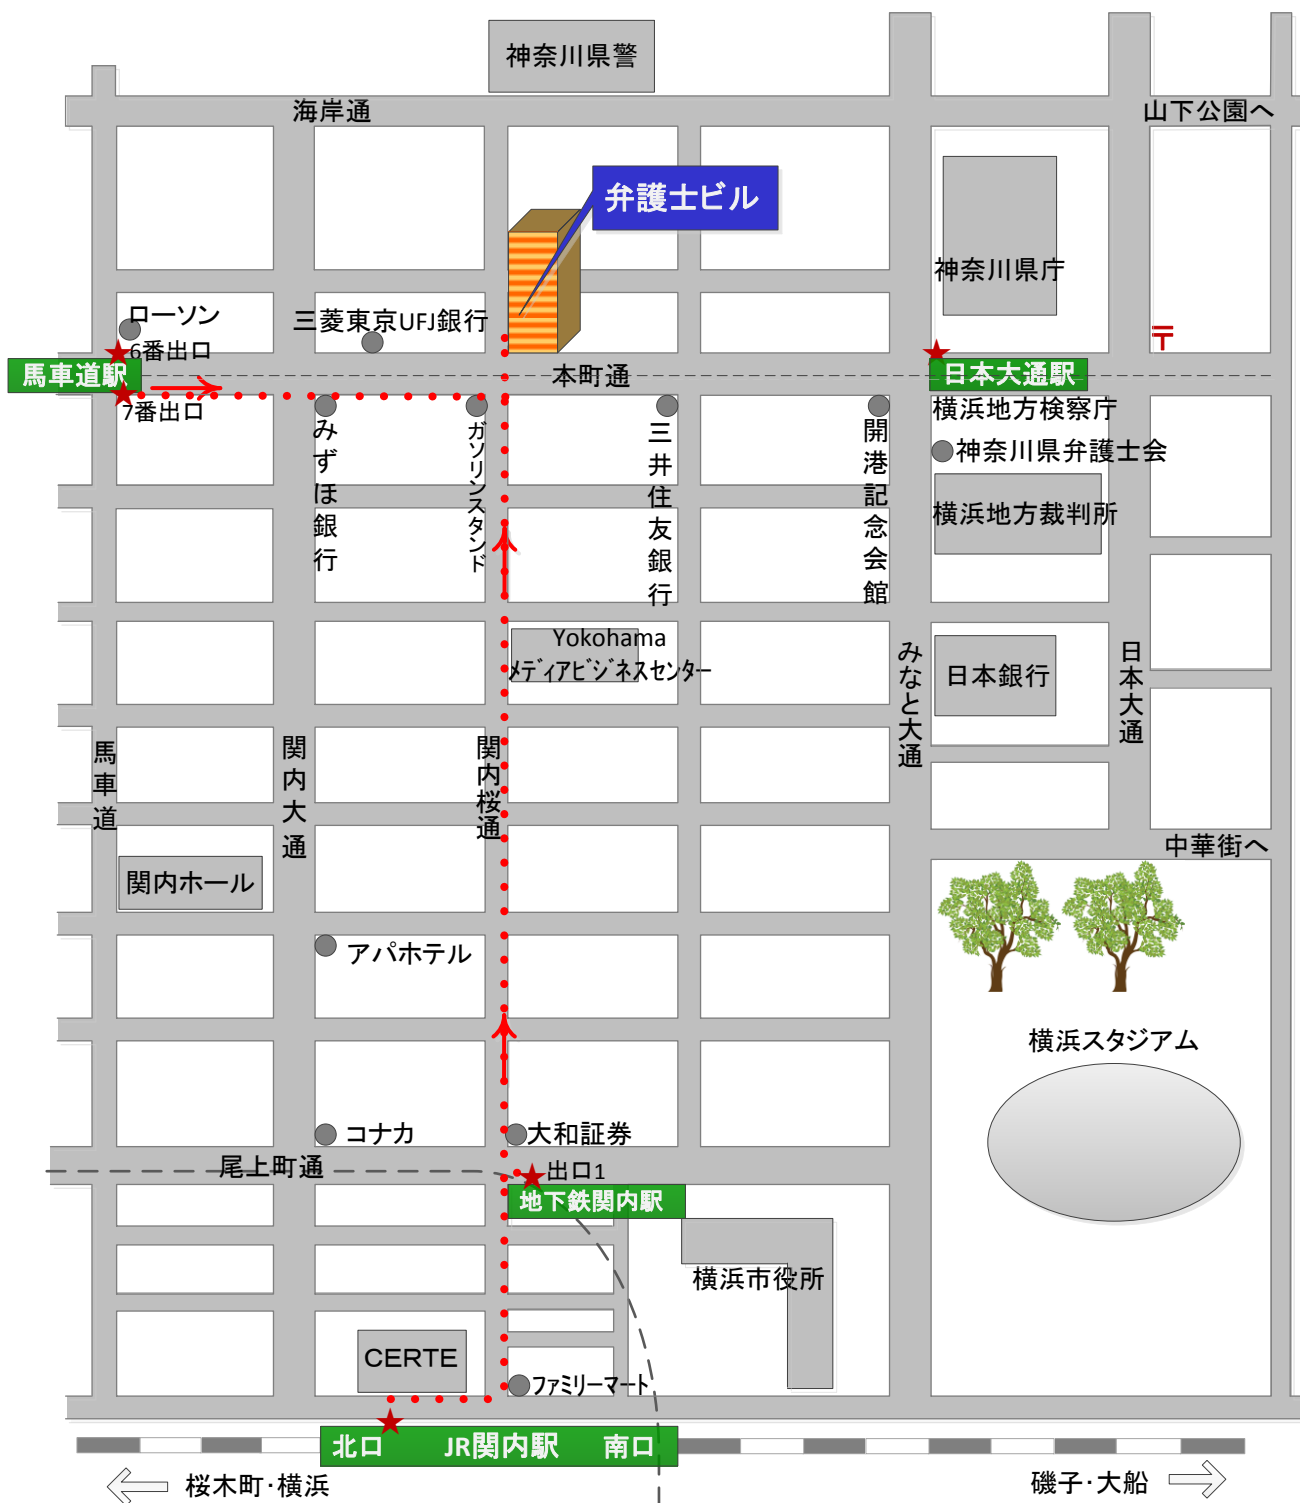 神奈川県警
海岸通
山下公園へ
弁護士ビル
神奈川県庁
ローソン
三菱東京UFJ銀行
6番出口
〒
馬車道駅
本町通
日本大通駅
7番出口
みずほ銀行
ガソリンスタンド
三井住友銀行
開港記念会館
横浜地方検察庁
神奈川県弁護士会
横浜地方裁判所
Yokohama
メディアビジネスセンター
みなと大通
日本銀行
日本大通
馬車道
関内大通
関内桜通
中華街へ
関内ホール
アパホテル
横浜スタジアム
コナカ
大和証券
尾上町通
出口1
地下鉄関内駅
横浜市役所
CERTE
ファミリーマート
北口
JR関内駅
南口
桜木町・横浜
磯子・大船